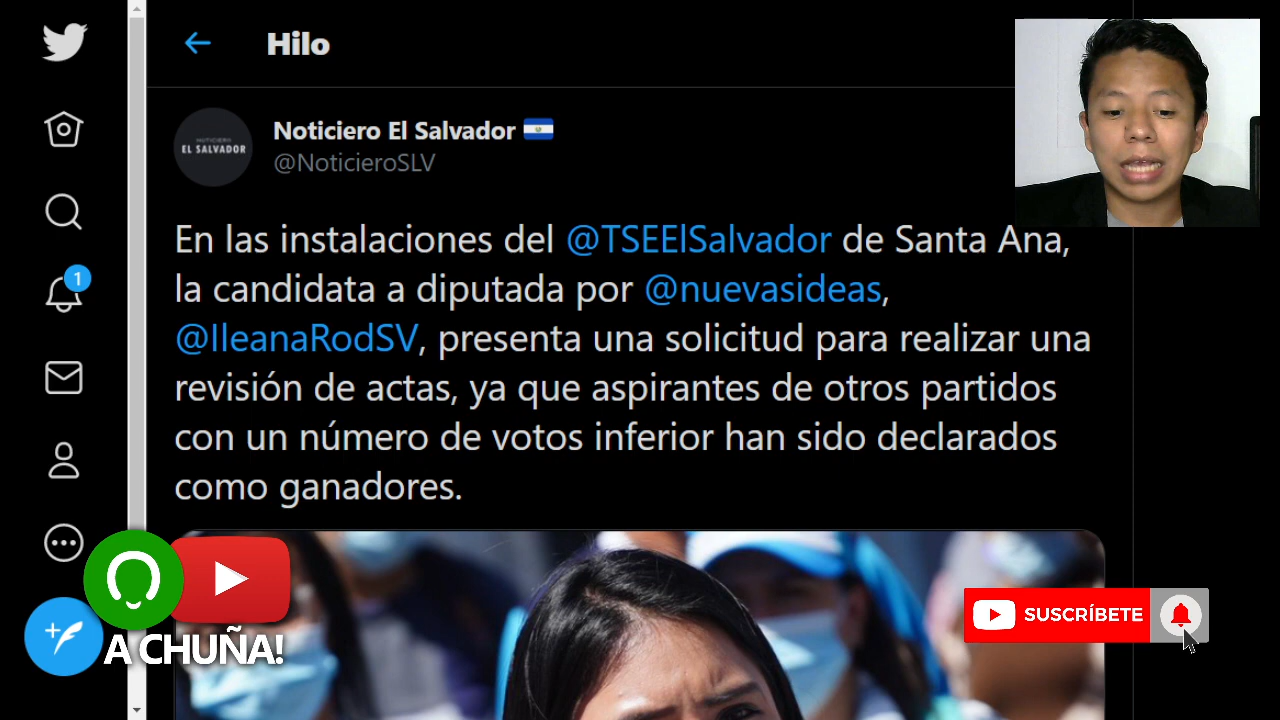 Hilo
NOTICIERO
EL SALVADOR
Noticiero El Salvador
@NoticieroSLV
En las instalaciones del @TSEElSalvador de Santa Ana,
la candidata a diputada por @nuevasideas,
@IleanaRodSV, presenta una solicitud para realizar una
revisión de actas, ya que aspirantes de otros partidos
con un número de votos inferior han sido declarados
como ganadores.
1
A CHUÑA!
SUSCRÍBETE